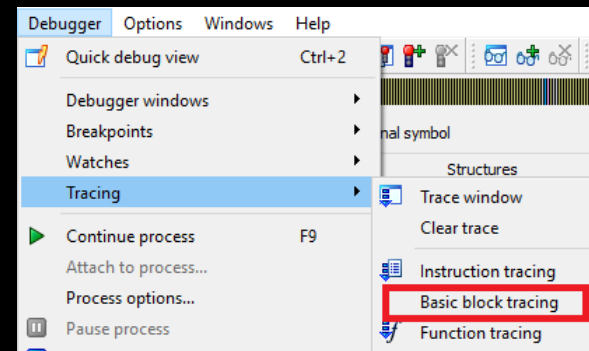 Debugger Options Windows Help
Quick debug view Ctrl+2
Debugger windows
Breakpoints
nal symbol
Watches
Structures
Tracing
Trace window
Clear trace
Continue process F9
Attach to process...
Instruction tracing
Process options...
Basic block tracing
Pause process
Function tracing